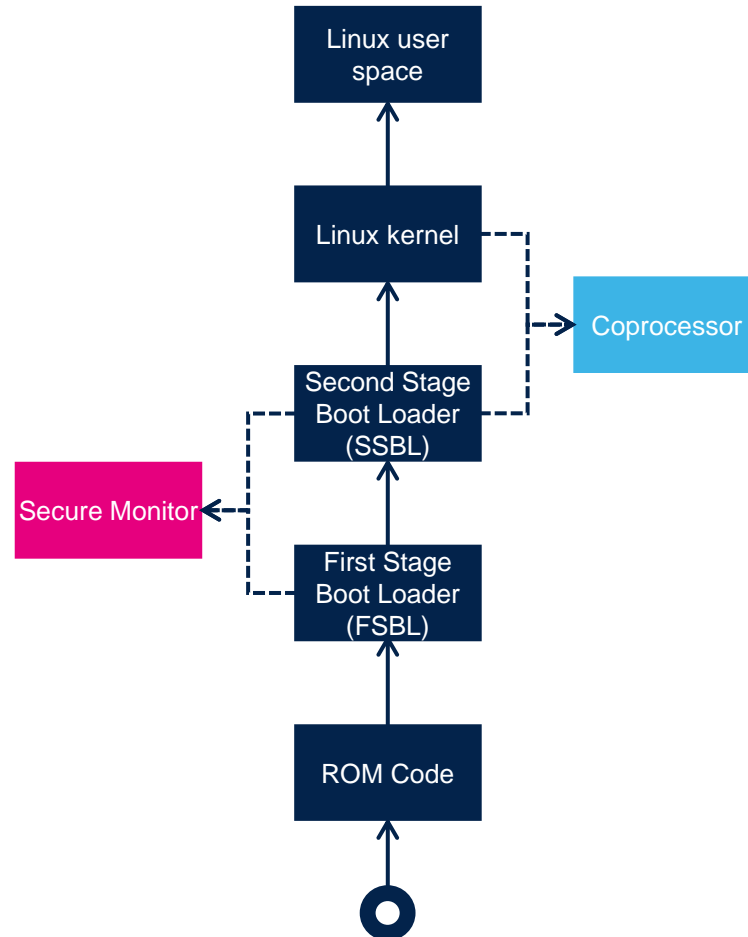 Linux user
space
Linux kernel
Coprocessor
Second Stage
Boot Loader
(SSBL)
Secure Monitor
First Stage
Boot Loader
(FSBL)
ROM Code